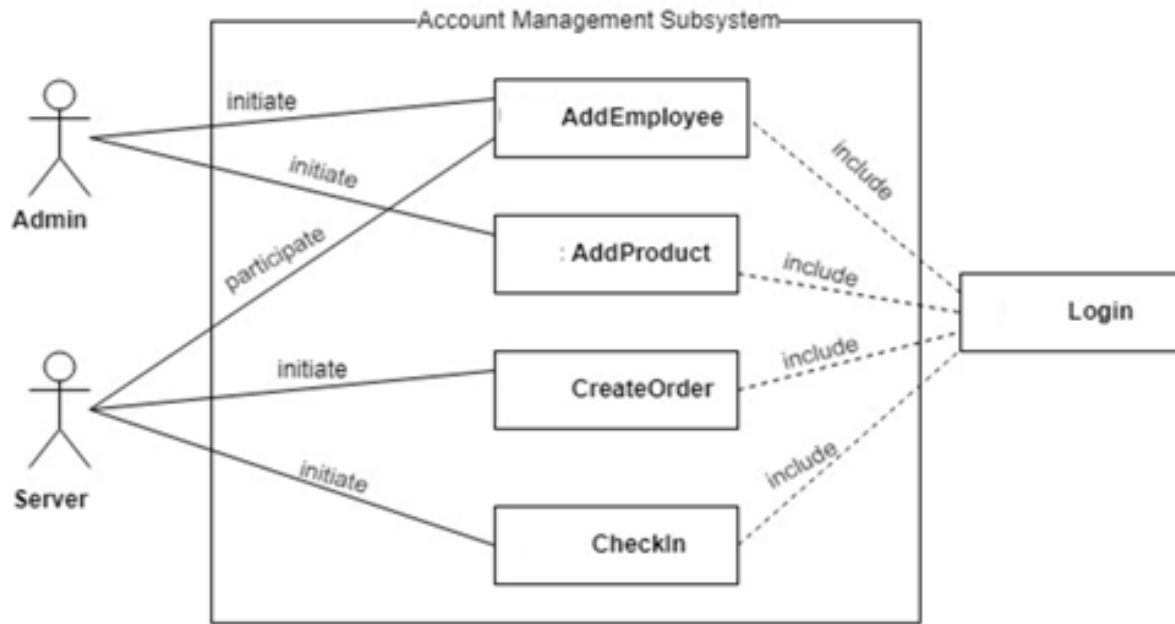 Account Management Subsystem
initiate
AddEmployee
include
initiate
Admin
participate
: AddProduct
include
Login
initiate
CreateOrder
include
Server
initiate
CheckIn
include